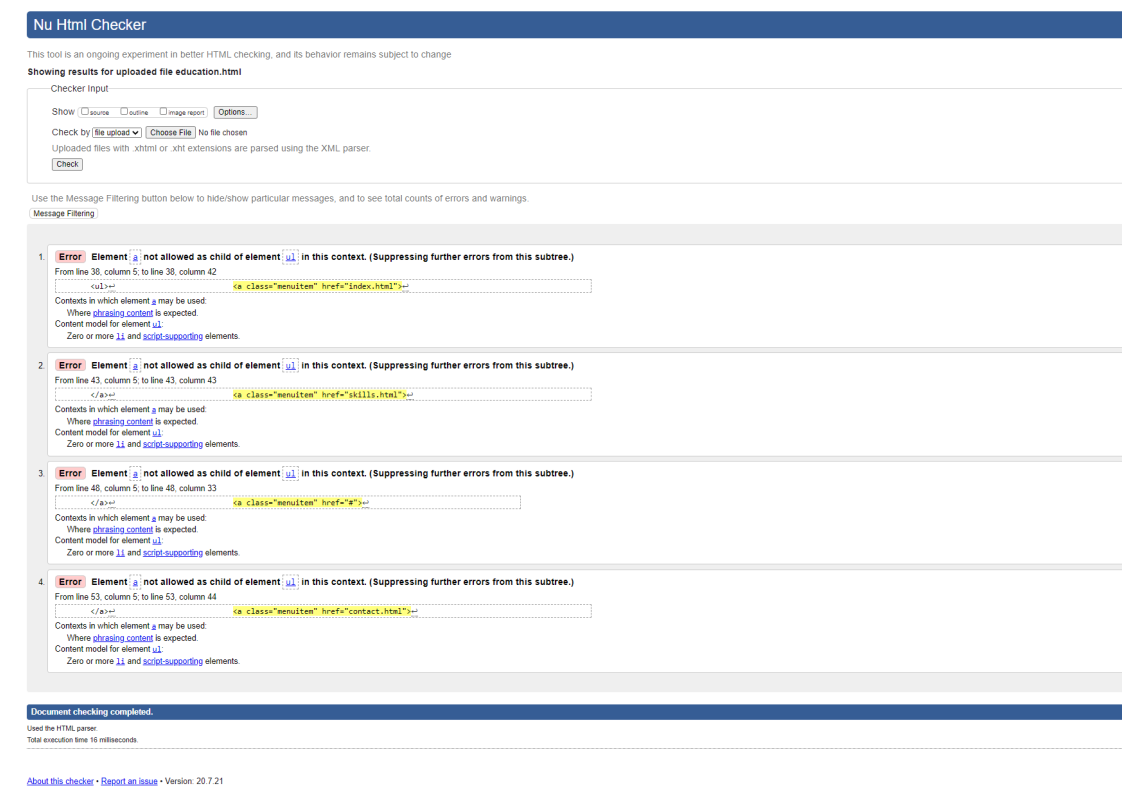 Nu Html Checker
This tool is an ongoing experiment in better HTML checking, and its behavior remains subject to change
Showing results for uploaded file education.html
Checker Input
Show source outline image report Options...
Check by file upload Choose File No file chosen
Uploaded files with .xhtml or .xht extensions are parsed using the XML parser.
Check
Use the Message Filtering button below to hide/show particular messages, and to see total counts of errors and warnings.
Message Filtering
1. Error Element a not allowed as child of element ul in this context. (Suppressing further errors from this subtree.)
From line 38, column 5; to line 38, column 42
<ul>↩ <a class="menuitem" href="index.html">↩
Contexts in which element a may be used:
Where phrasing content is expected.
Content model for element ul:
Zero or more li and script-supporting elements.
2. Error Element a not allowed as child of element ul in this context. (Suppressing further errors from this subtree.)
From line 43, column 5; to line 43, column 43
</a>↩ <a class="menuitem" href="skills.html">↩
Contexts in which element a may be used:
Where phrasing content is expected.
Content model for element ul:
Zero or more li and script-supporting elements.
3. Error Element a not allowed as child of element ul in this context. (Suppressing further errors from this subtree.)
From line 48, column 5; to line 48, column 33
</a>↩ <a class="menuitem" href="#">↩
Contexts in which element a may be used:
Where phrasing content is expected.
Content model for element ul:
Zero or more li and script-supporting elements.
4. Error Element a not allowed as child of element ul in this context. (Suppressing further errors from this subtree.)
From line 53, column 5; to line 53, column 44
</a>↩ <a class="menuitem" href="contact.html">↩
Contexts in which element a may be used:
Where phrasing content is expected.
Content model for element ul:
Zero or more li and script-supporting elements.
Document checking completed.
Used the HTML parser.
Total execution time 16 milliseconds.
About this checker • Report an issue • Version: 20.7.21